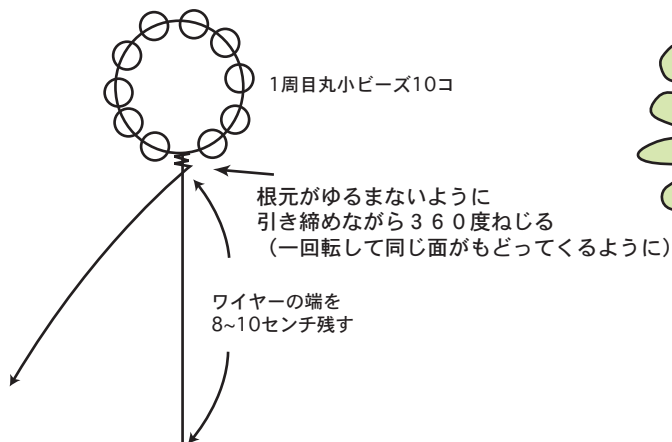 1周目丸小ビーズ10コ
根元がゆるまないように
引き締めながら３６０度ねじる
（一回転して同じ面がもどってくるように）
ワイヤーの端を
8~10センチ残す